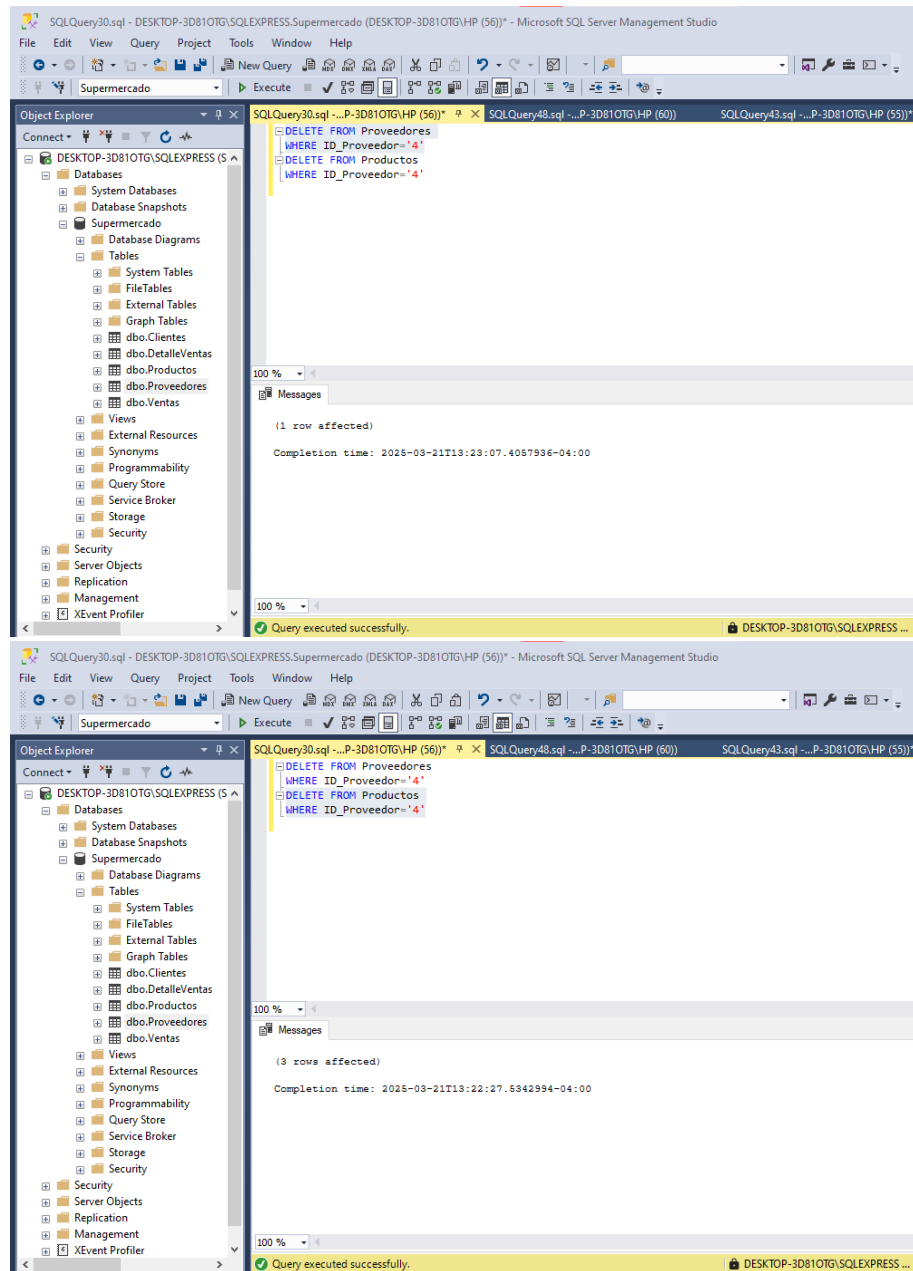 SQLQuery30.sql - DESKTOP-3D81OTG\SQLEXPRESS.Supermercado (DESKTOP-3D81OTG\HP (56))* - Microsoft SQL Server Management Studio
File Edit View Query Project Tools Window Help
New Query
Supermercado Execute
Object Explorer
Connect
DESKTOP-3D81OTG\SQLEXPRESS (S
Databases
System Databases
Database Snapshots
Supermercado
Database Diagrams
Tables
System Tables
FileTables
External Tables
Graph Tables
dbo.Clientes
dbo.DetalleVentas
dbo.Productos
dbo.Proveedores
dbo.Ventas
Views
External Resources
Synonyms
Programmability
Query Store
Service Broker
Storage
Security
Security
Server Objects
Replication
Management
XEvent Profiler
SQLQuery30.sql -...P-3D81OTG\HP (56))* SQLQuery48.sql -...P-3D81OTG\HP (60)) SQLQuery43.sql -...P-3D81OTG\HP (55))*
DELETE FROM Proveedores
WHERE ID_Proveedor='4'
DELETE FROM Productos
WHERE ID_Proveedor='4'
100 %
Messages
(1 row affected)
Completion time: 2025-03-21T13:23:07.4057936-04:00
100 %
Query executed successfully. DESKTOP-3D81OTG\SQLEXPRESS ...
SQLQuery30.sql - DESKTOP-3D81OTG\SQLEXPRESS.Supermercado (DESKTOP-3D81OTG\HP (56))* - Microsoft SQL Server Management Studio
File Edit View Query Project Tools Window Help
New Query
Supermercado Execute
Object Explorer
Connect
DESKTOP-3D81OTG\SQLEXPRESS (S
Databases
System Databases
Database Snapshots
Supermercado
Database Diagrams
Tables
System Tables
FileTables
External Tables
Graph Tables
dbo.Clientes
dbo.DetalleVentas
dbo.Productos
dbo.Proveedores
dbo.Ventas
Views
External Resources
Synonyms
Programmability
Query Store
Service Broker
Storage
Security
Security
Server Objects
Replication
Management
XEvent Profiler
SQLQuery30.sql -...P-3D81OTG\HP (56))* SQLQuery48.sql -...P-3D81OTG\HP (60)) SQLQuery43.sql -...P-3D81OTG\HP (55))*
DELETE FROM Proveedores
WHERE ID_Proveedor='4'
DELETE FROM Productos
WHERE ID_Proveedor='4'
100 %
Messages
(3 rows affected)
Completion time: 2025-03-21T13:22:27.5342994-04:00
100 %
Query executed successfully. DESKTOP-3D81OTG\SQLEXPRESS ...